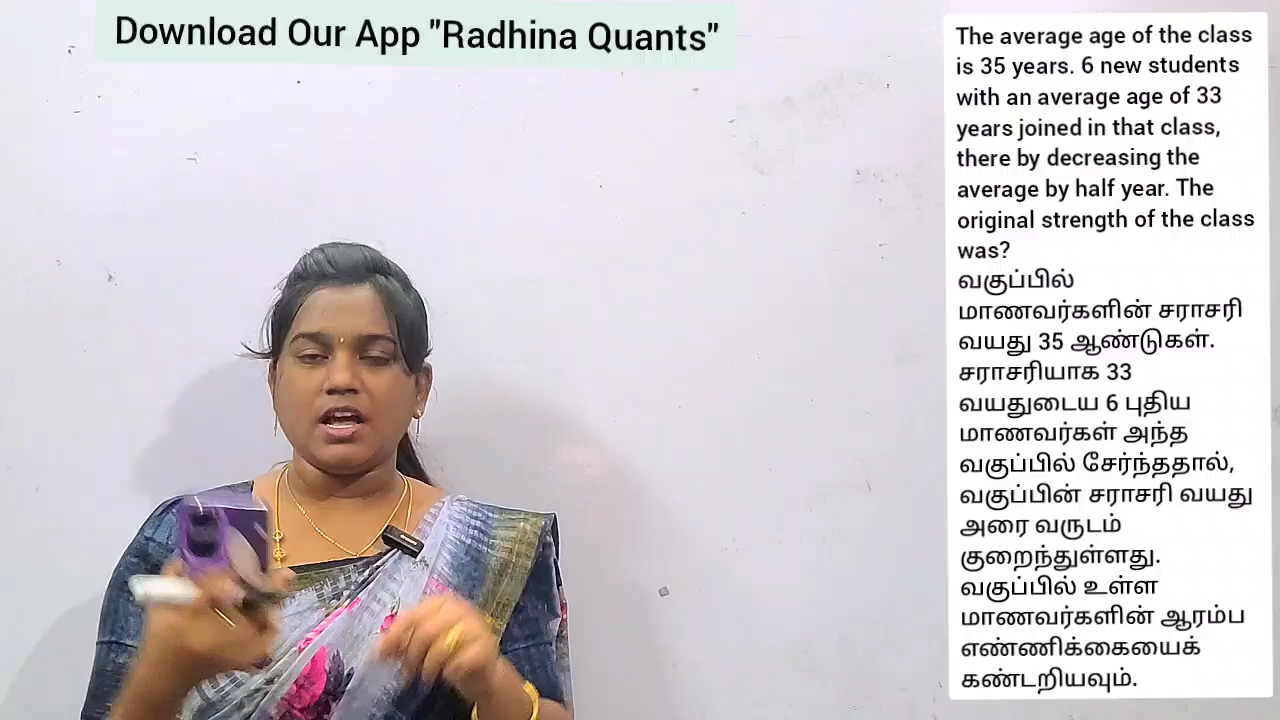 Download Our App "Radhina Quants"
The average age of the class
is 35 years. 6 new students
with an average age of 33
years joined in that class,
there by decreasing the
average by half year. The
original strength of the class
was?
வகுப்பில்
மாணவர்களின் சராசரி
வயது 35 ஆண்டுகள்.
சராசரியாக 33
வயதுடைய 6 புதிய
மாணவர்கள் அந்த
வகுப்பில் சேர்ந்ததால்,
வகுப்பின் சராசரி வயது
அரை வருடம்
குறைந்துள்ளது.
வகுப்பில் உள்ள
மாணவர்களின் ஆரம்ப
எண்ணிக்கையைக்
கண்டறியவும்.